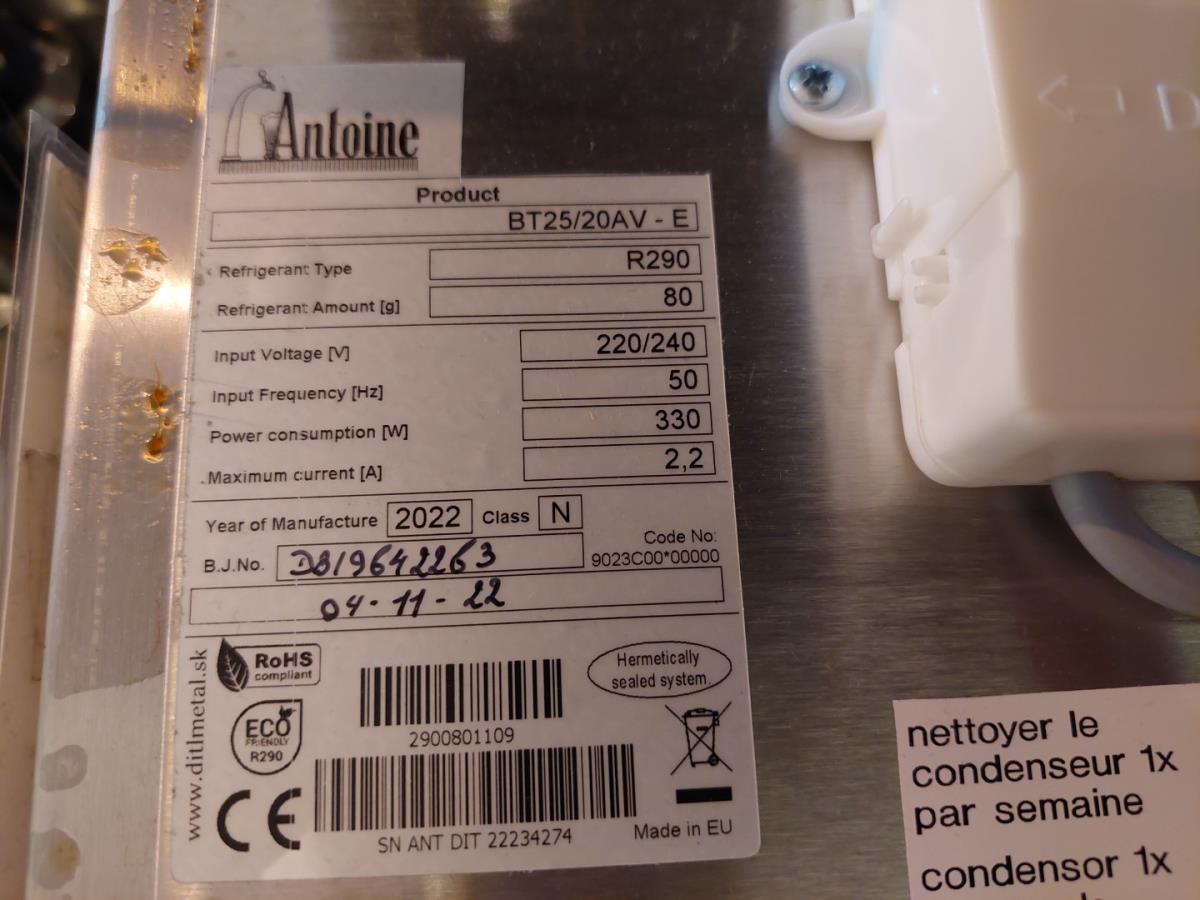 Antoine
Product
BT25/20AV - E
Refrigerant Type R290
Refrigerant Amount [g] 80
Input Voltage [V] 220/240
Input Frequency [Hz] 50
Power consumption [W] 330
Maximum current [A] 2,2
Year of Manufacture 2022 Class N
B.J.No. D819642263
Code No:
9023C00*00000
04-11-22
www.ditlmetal.sk
RoHS
compliant
ECO
FRIENDLY
R290
CE
2900801109
SN ANT DIT 22234274
Hermetically
sealed system.
Made in EU
D
nettoyer le
condenseur 1x
par semaine
condensor 1x